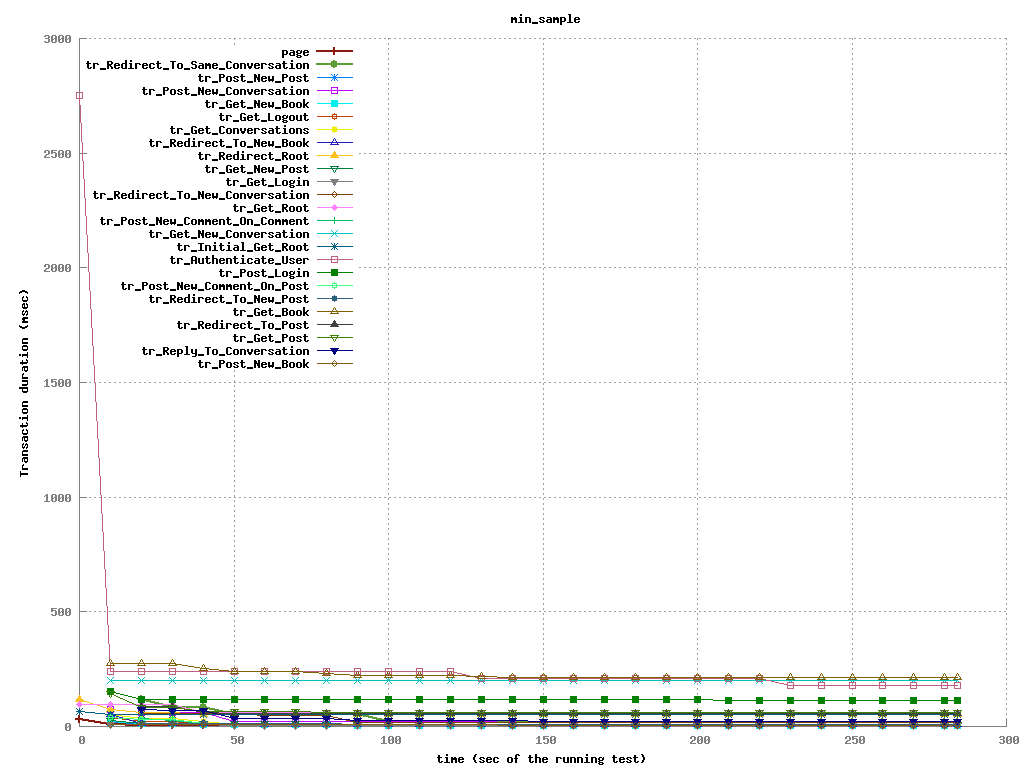 min_sample
3000
2500
2000
1500
1000
500
0
Transaction duration (msec)
page
tr_Redirect_To_Same_Conversation
tr_Post_New_Post
tr_Post_New_Conversation
tr_Get_New_Book
tr_Get_Logout
tr_Get_Conversations
tr_Redirect_To_New_Book
tr_Redirect_Root
tr_Get_New_Post
tr_Get_Login
tr_Redirect_To_New_Conversation
tr_Get_Root
tr_Post_New_Comment_On_Comment
tr_Get_New_Conversation
tr_Initial_Get_Root
tr_Authenticate_User
tr_Post_Login
tr_Post_New_Comment_On_Post
tr_Redirect_To_New_Post
tr_Get_Book
tr_Redirect_To_Post
tr_Get_Post
tr_Reply_To_Conversation
tr_Post_New_Book
0 50 100 150 200 250 300
time (sec of the running test)